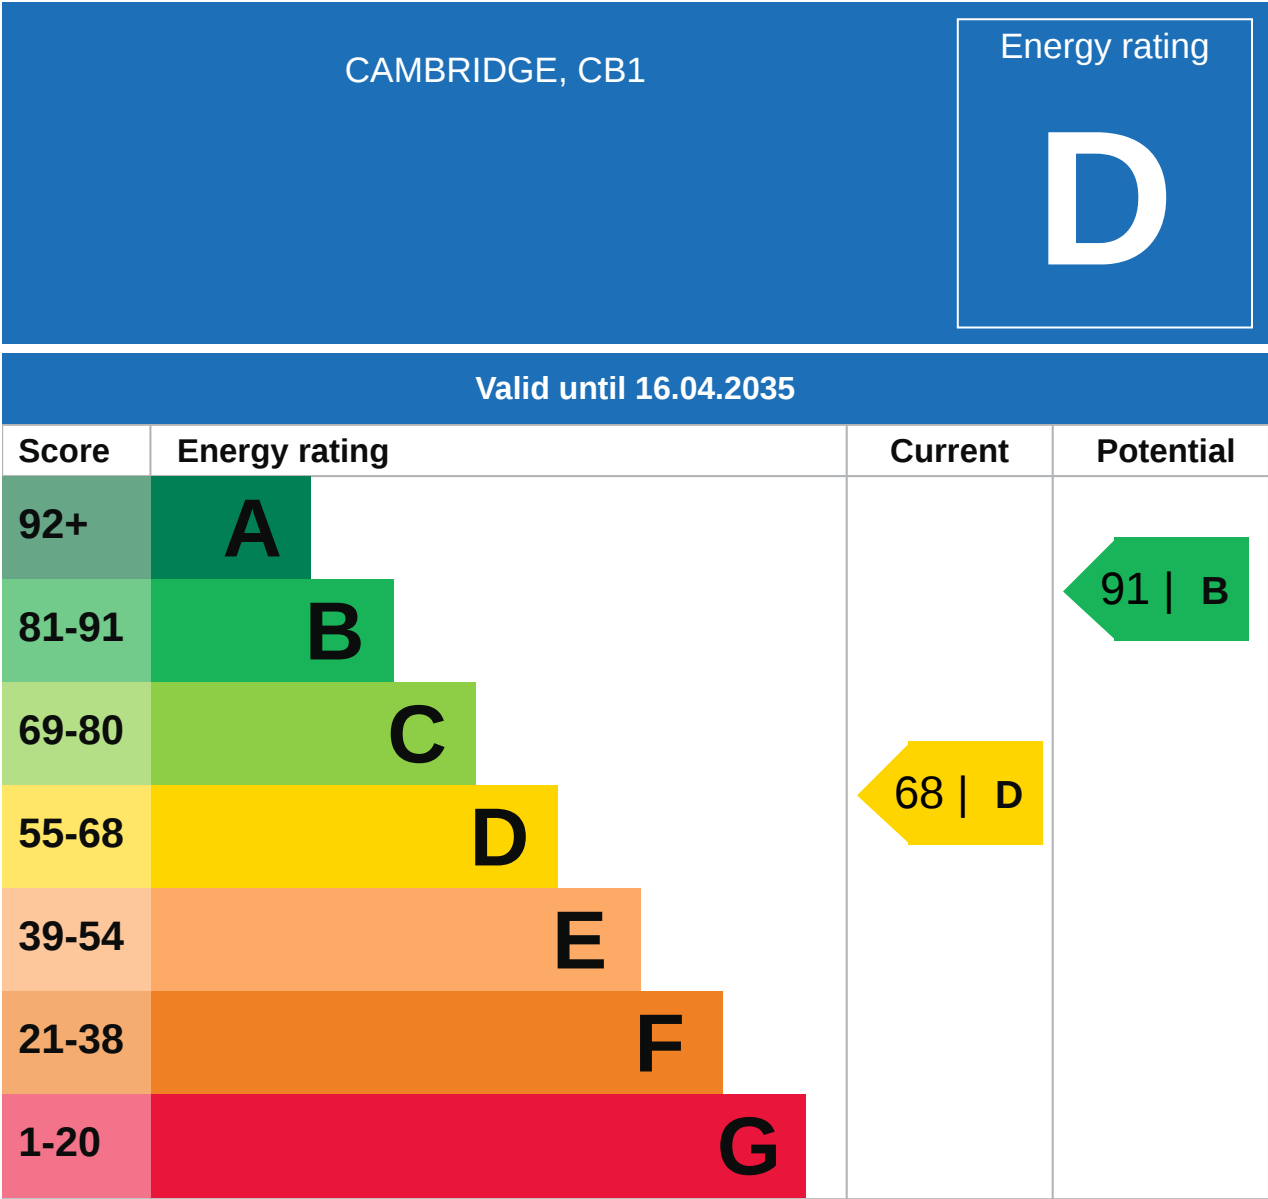 CAMBRIDGE, CB1
Energy rating
D
Valid until 16.04.2035
Score Energy rating Current Potential
92+ A
81-91 B
91 | B
69-80 C
68 | D
55-68 D
39-54 E
21-38 F
1-20 G